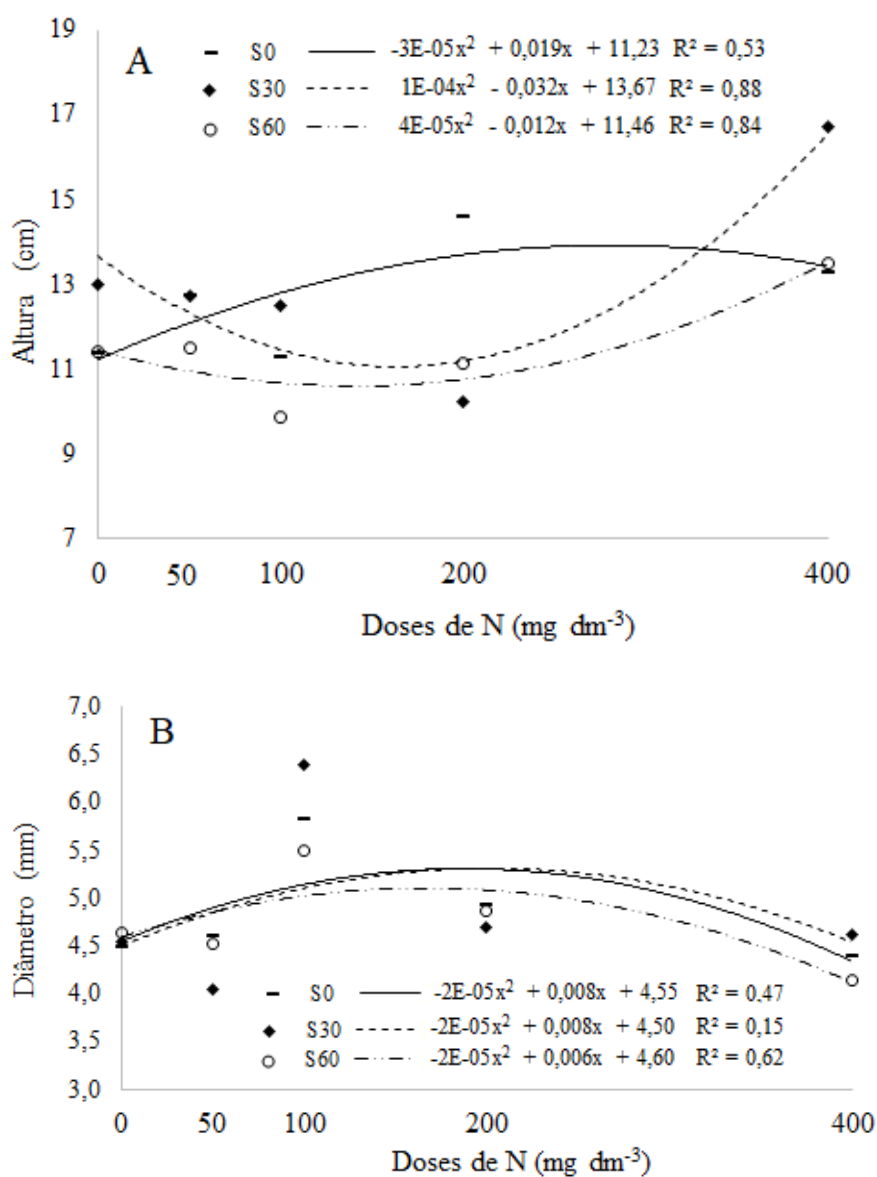 A
S0 -3E-05x² + 0,019x + 11,23 R² = 0,53
S30 1E-04x² - 0,032x + 13,67 R² = 0,88
S60 4E-05x² - 0,012x + 11,46 R² = 0,84
19
17
15
13
11
9
7
Altura (cm)
0 50 100 200 400
Doses de N (mg dm⁻³)
B
7,0
6,5
6,0
5,5
5,0
4,5
4,0
3,5
3,0
Diâmetro (mm)
S0 -2E-05x² + 0,008x + 4,55 R² = 0,47
S30 -2E-05x² + 0,008x + 4,50 R² = 0,15
S60 -2E-05x² + 0,006x + 4,60 R² = 0,62
0 50 100 200 400
Doses de N (mg dm⁻³)